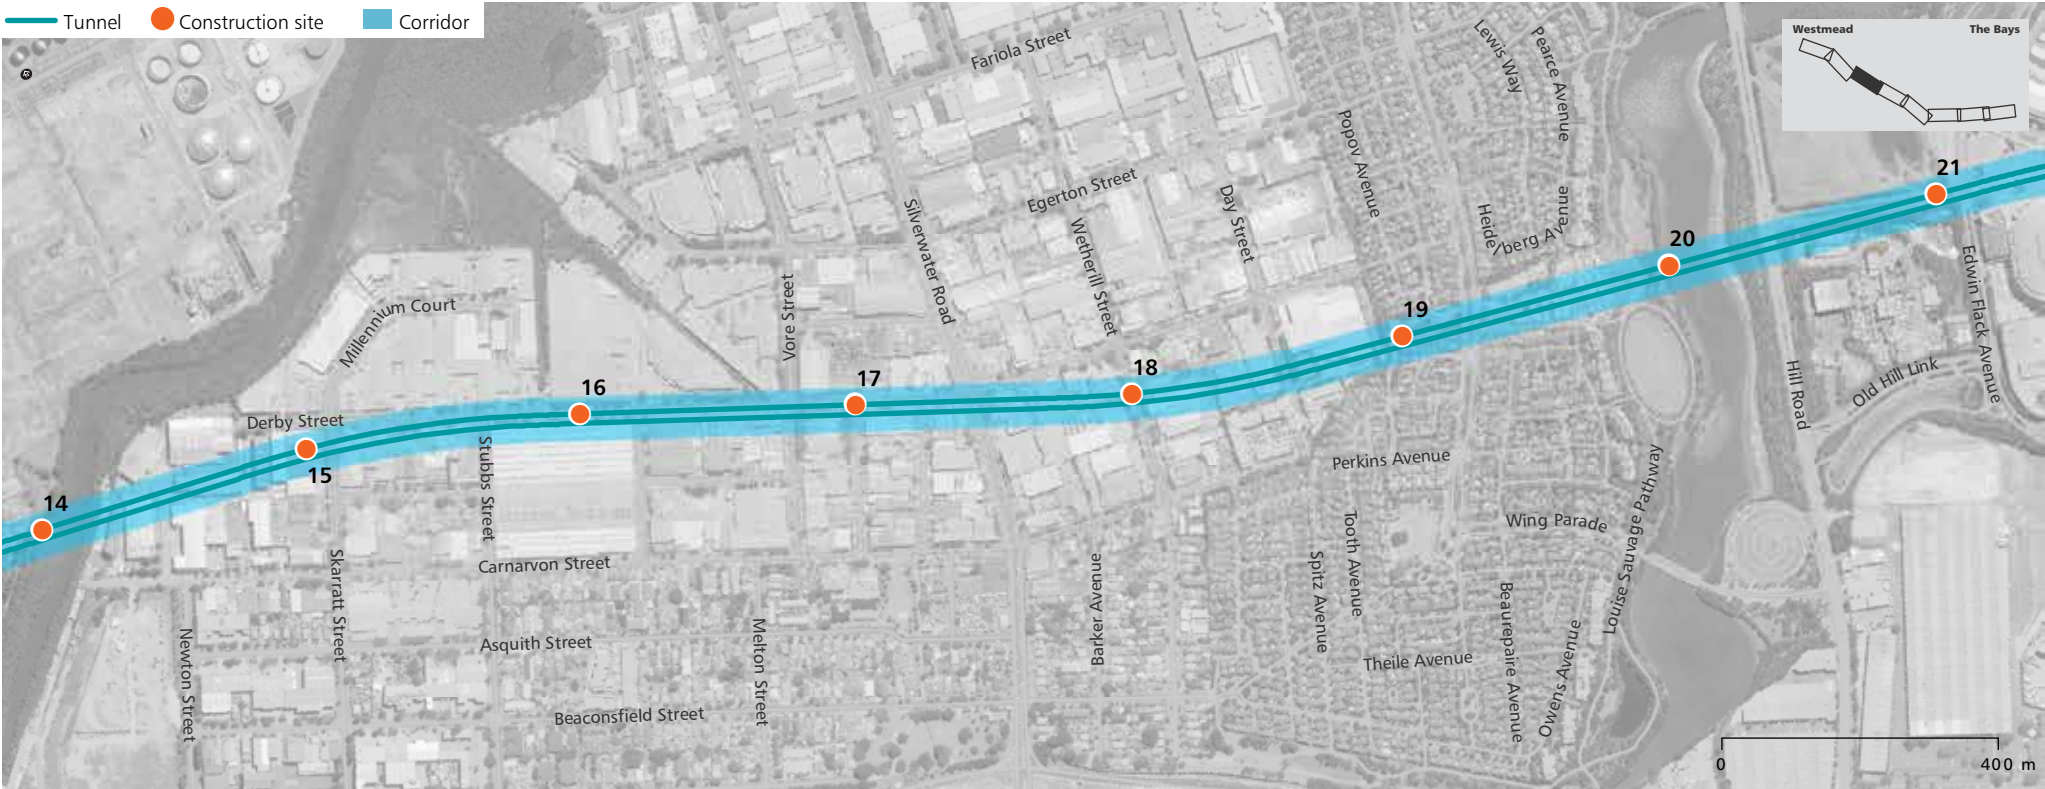 Tunnel
Construction site
Corridor
Westmead
The Bays
Fariola Street
Lewis Way
Pearce Avenue
Popov Avenue
Egerton Street
Silverwater Road
Wetherill Street
Day Street
Heidelberg Avenue
21
20
19
18
17
16
15
14
Millennium Court
Vore Street
Edwin Flack Avenue
Old Hill Link
Hill Road
Derby Street
Stubbs Street
Perkins Avenue
Wing Parade
Louise Sauvage Pathway
Tooth Avenue
Spitz Avenue
Carnarvon Street
Skarratt Street
Barker Avenue
Beaurepaire Avenue
Owens Avenue
Newton Street
Asquith Street
Melton Street
Theile Avenue
Beaconsfield Street
0
400 m